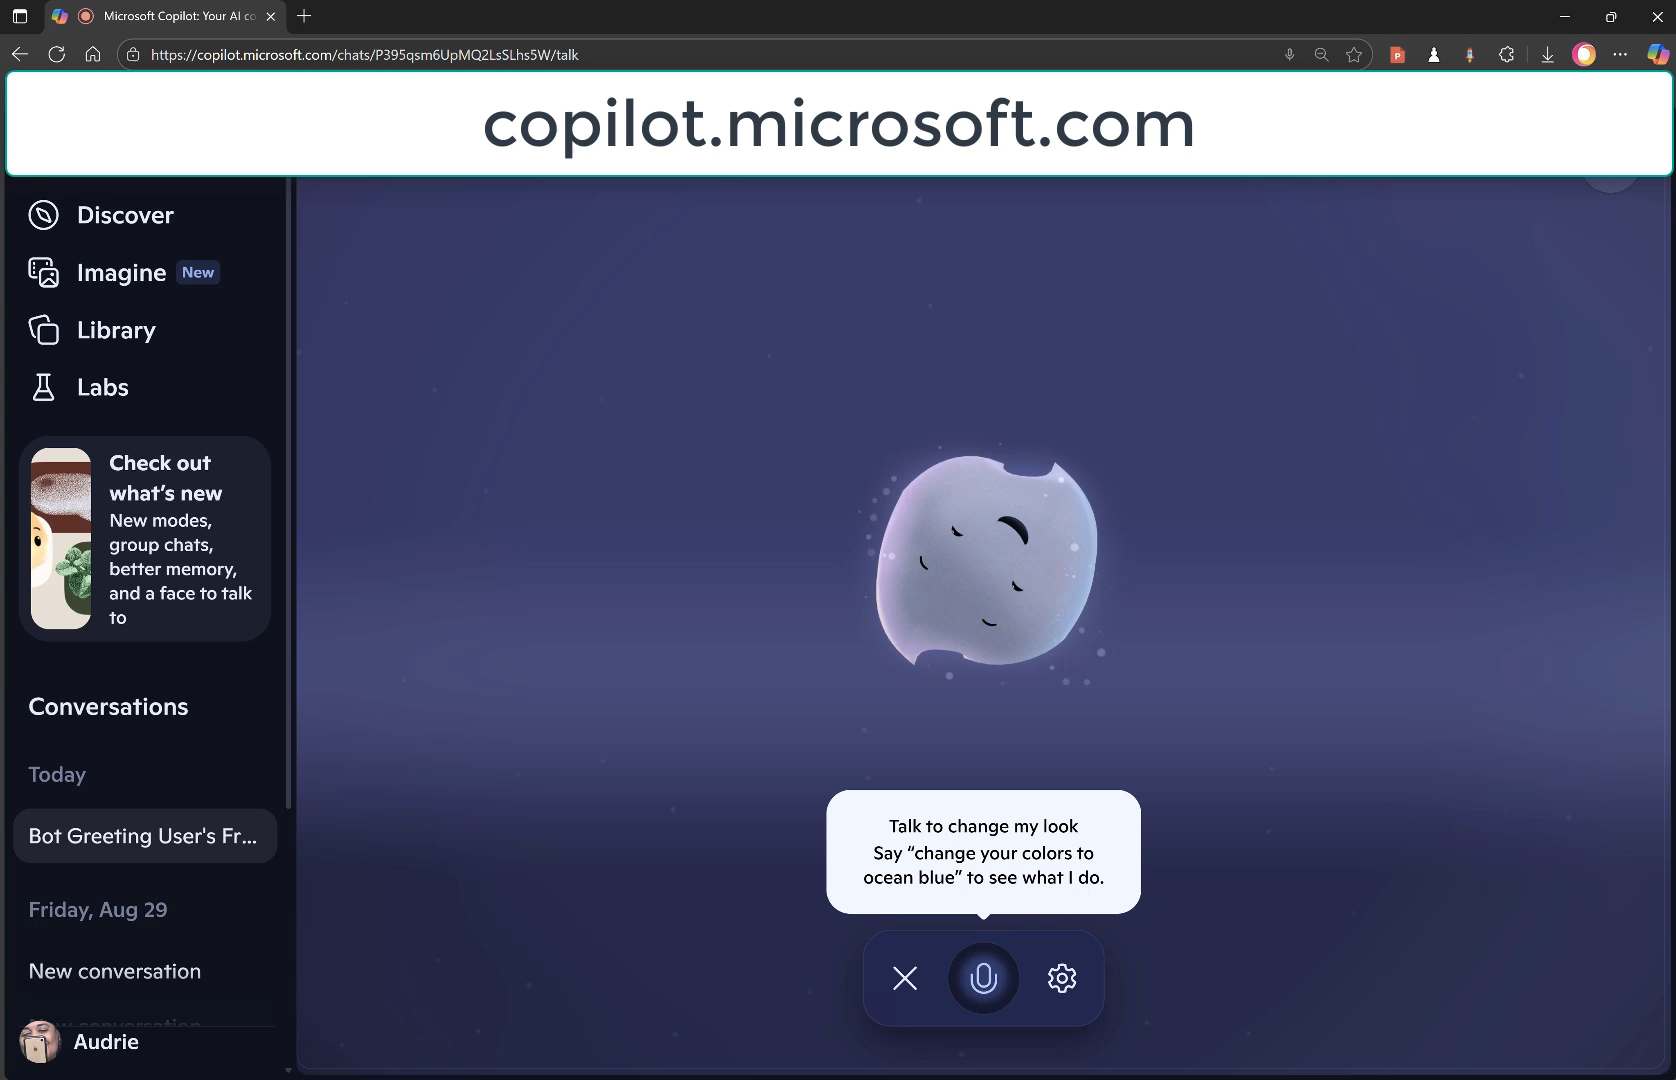 Microsoft Copilot: Your AI co
https://copilot.microsoft.com/chats/P395qsm6UpMQ2LsSLhs5W/talk
copilot.microsoft.com
Discover
Imagine New
Library
Labs
Check out
what's new
New modes,
group chats,
better memory,
and a face to talk
to
Conversations
Today
Bot Greeting User's Fr...
Friday, Aug 29
New conversation
Audrie
Talk to change my look
Say “change your colors to
ocean blue” to see what I do.